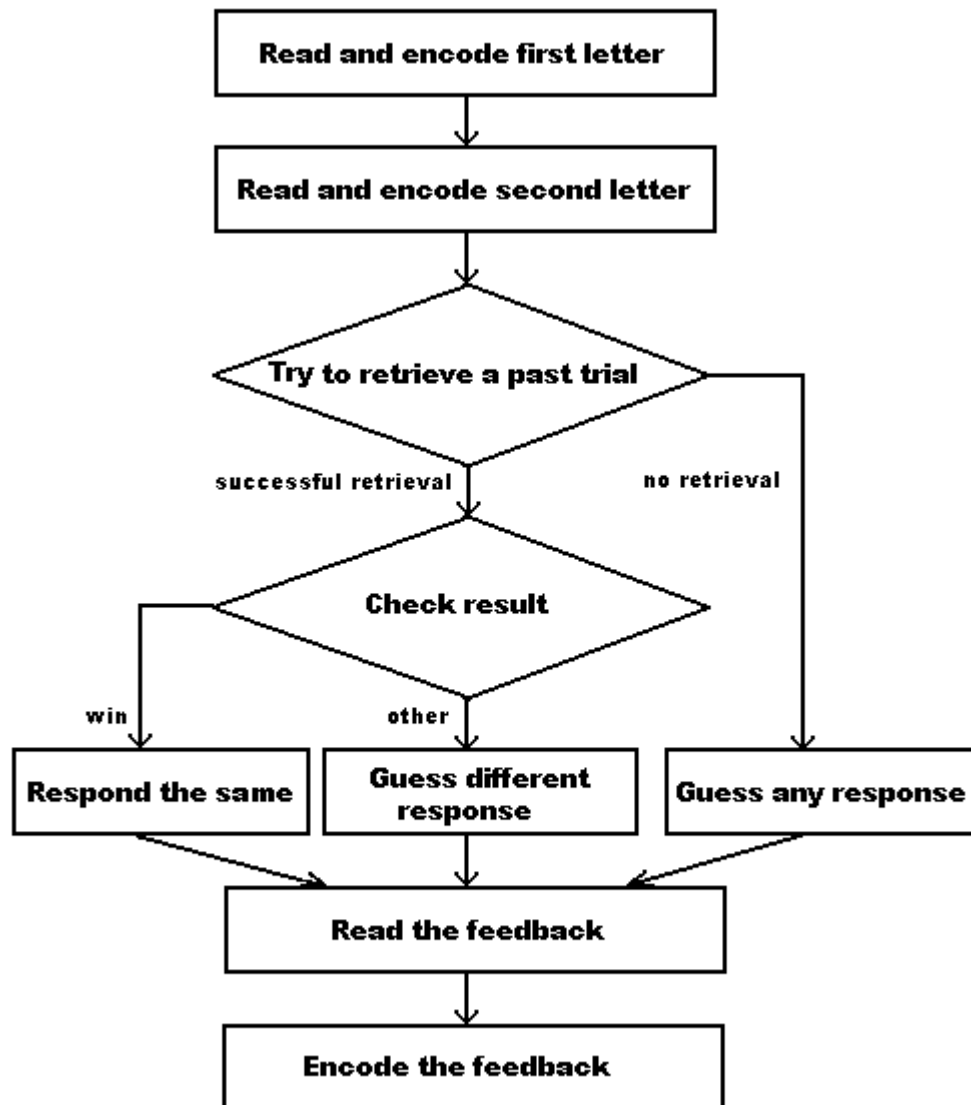 Read and encode first letter
Read and encode second letter
Try to retrieve a past trial
successful retrieval
no retrieval
Check result
win
other
Respond the same
Guess different
response
Guess any response
Read the feedback
Encode the feedback